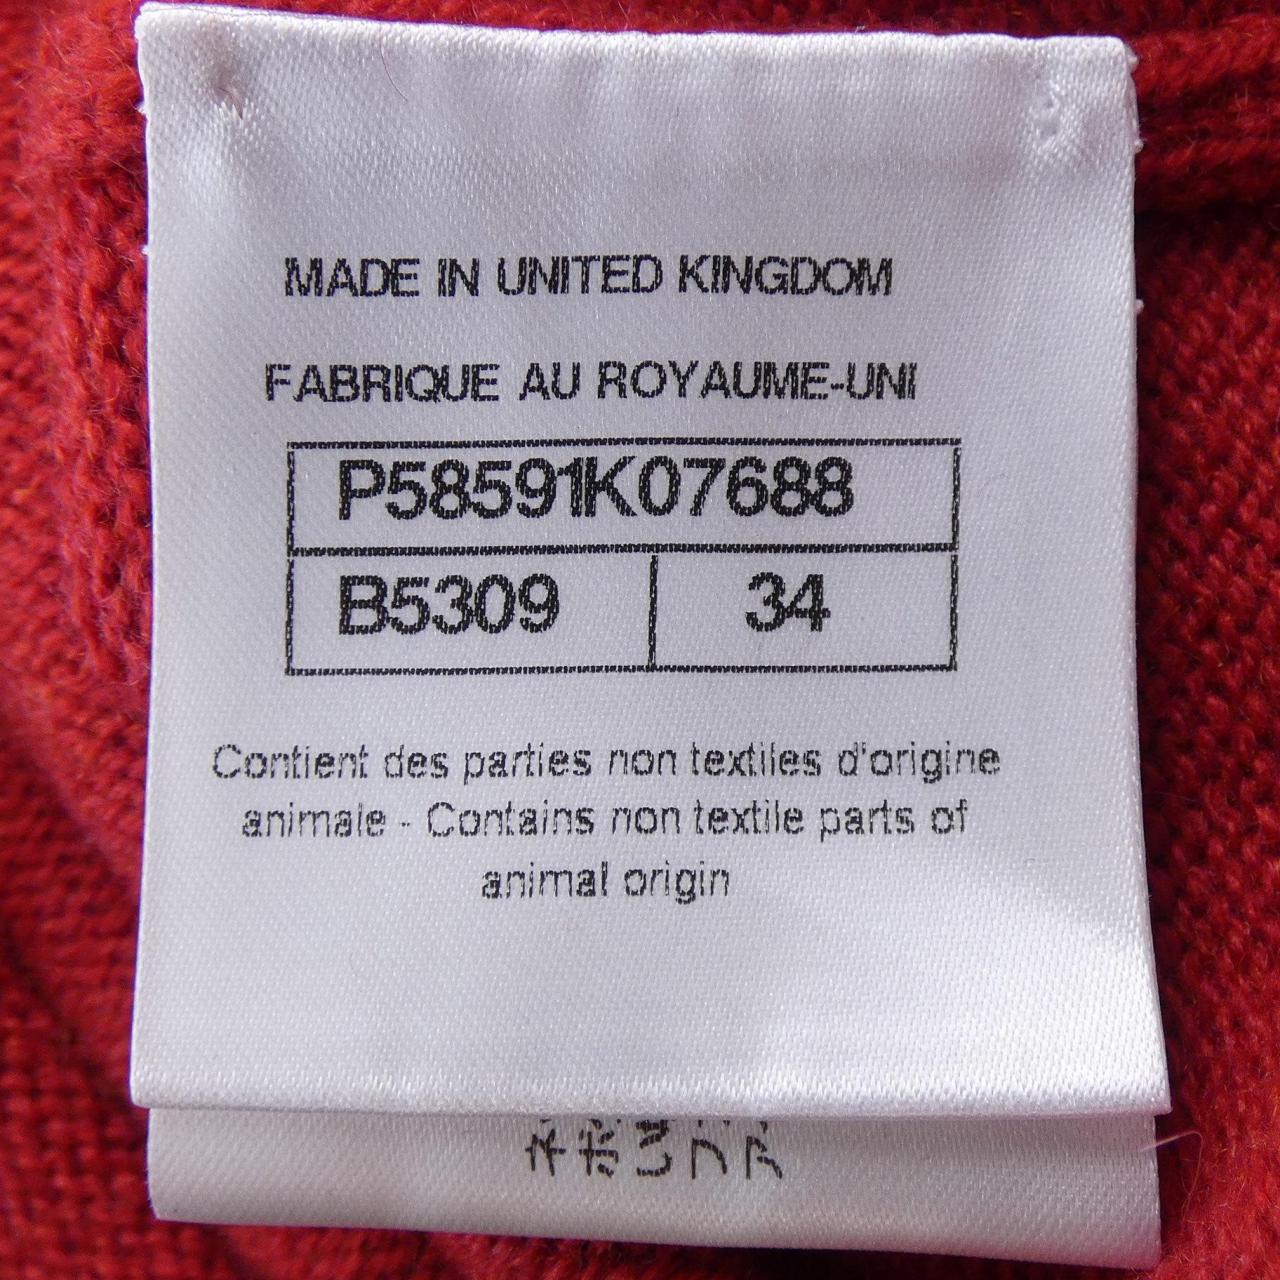 MADE IN UNITED KINGDOM
FABRIQUE AU ROYAUME-UNI
P58591K07688
B5309 34
Contient des parties non textiles d'origine
animale - Contains non textile parts of
animal origin